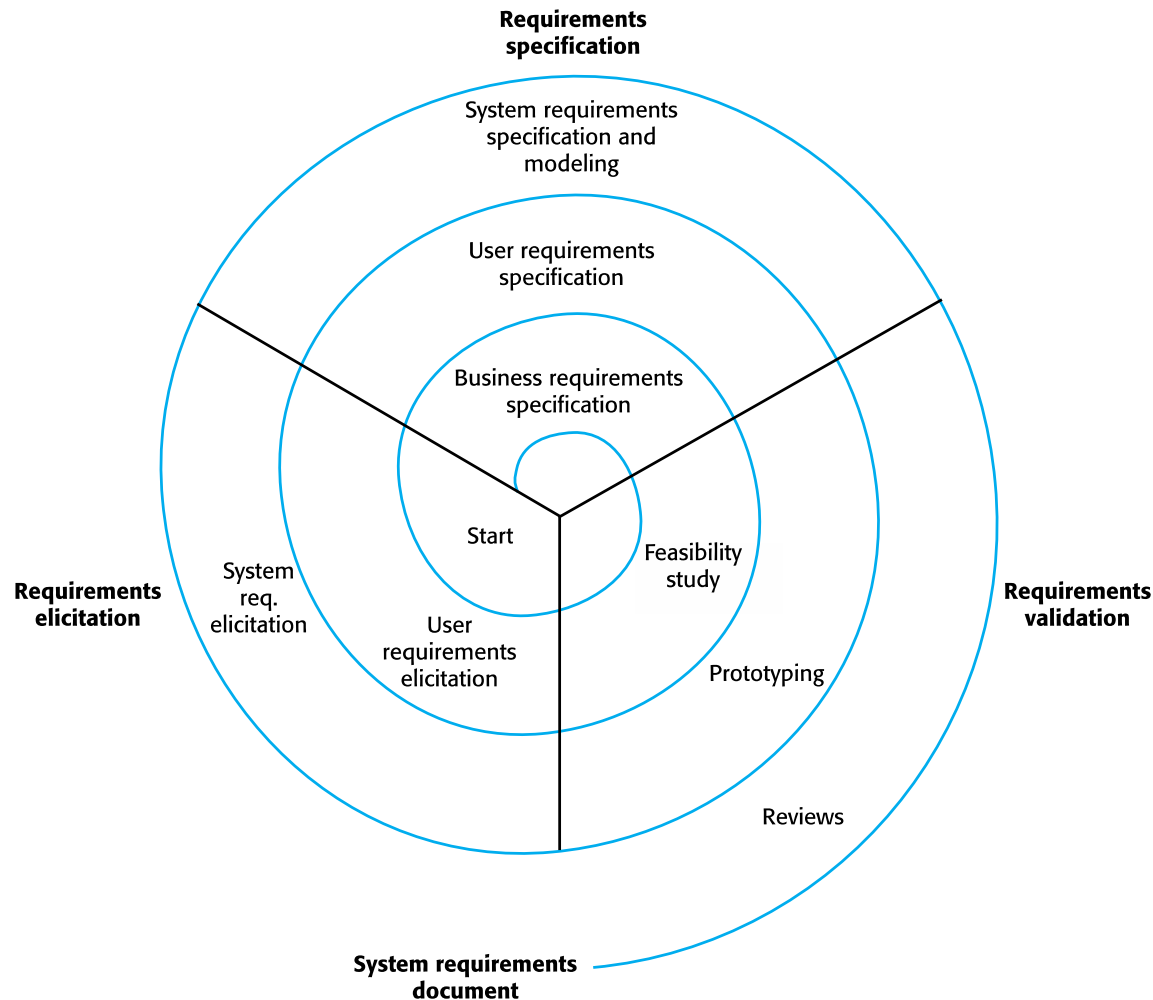 Requirements
specification
System requirements
specification and
modeling
User requirements
specification
Business requirements
specification
Start
Feasibility
study
System
req.
elicitation
Requirements
elicitation
Requirements
validation
User
requirements
elicitation
Prototyping
Reviews
System requirements
document